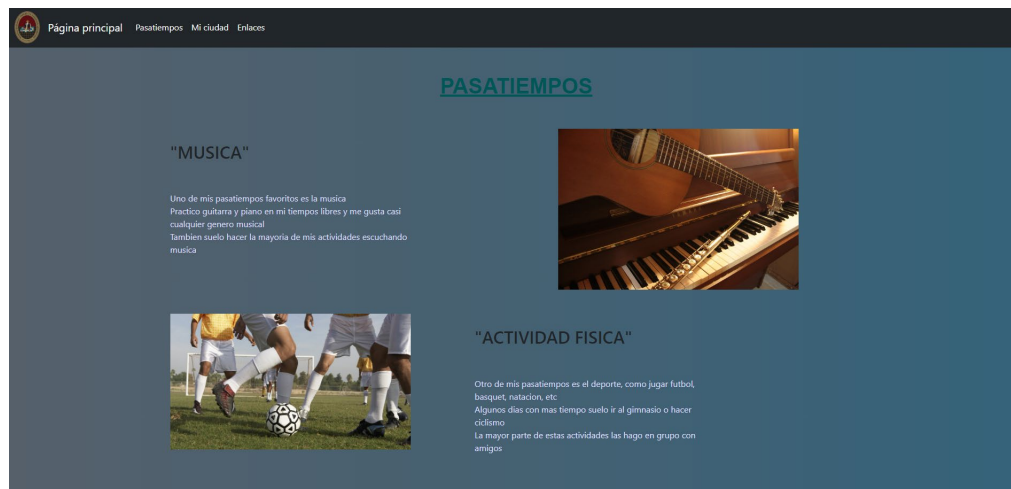 Página principal Pasatiempos Mi ciudad Enlaces
PASATIEMPOS
"MUSICA"
Uno de mis pasatiempos favoritos es la musica
Practico guitarra y piano en mi tiempos libres y me gusta casi
cualquier genero musical
Tambien suelo hacer la mayoria de mis actividades escuchando
musica
"ACTIVIDAD FISICA"
Otro de mis pasatiempos es el deporte, como jugar futbol,
basquet, natacion, etc
Algunos dias con mas tiempo suelo ir al gimnasio o hacer
ciclismo
La mayor parte de estas actividades las hago en grupo con
amigos